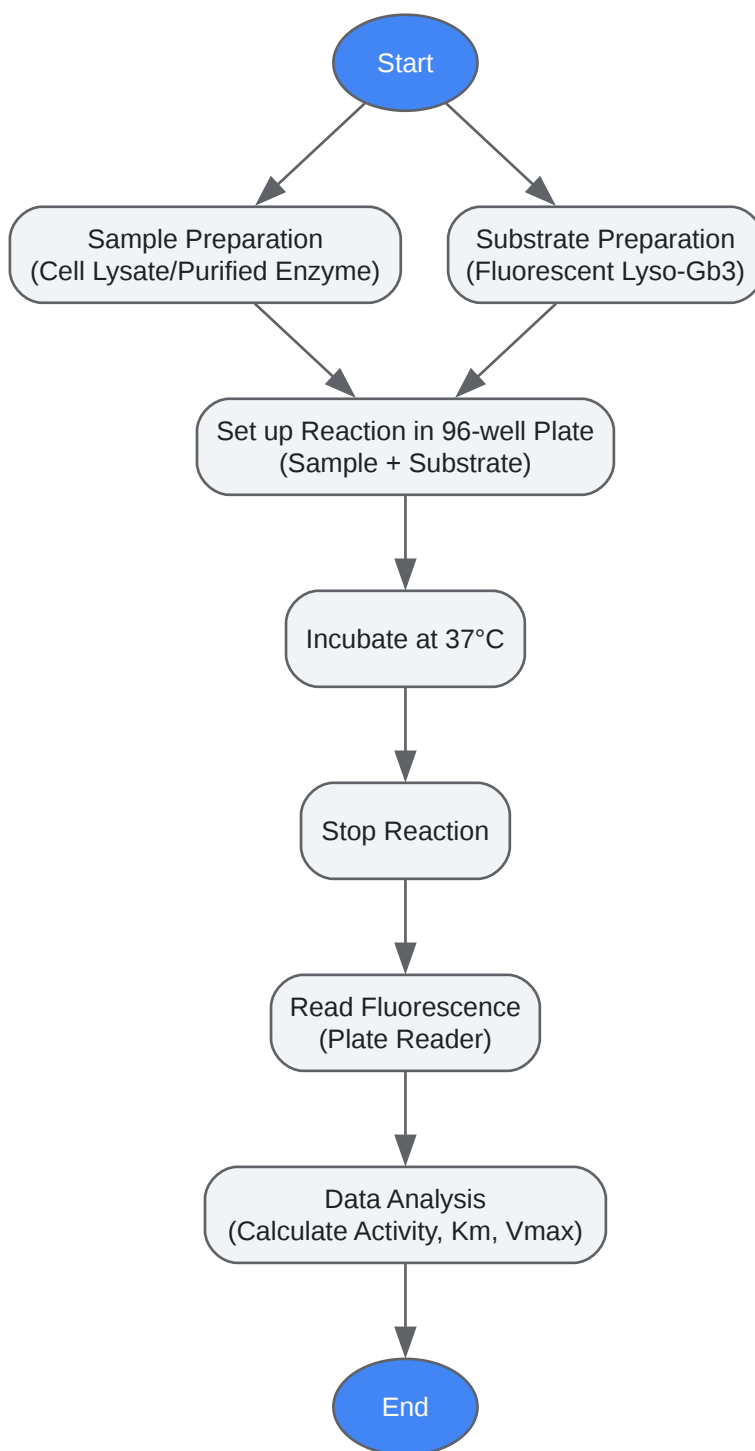 Start
Sample Preparation
(Cell Lysate/Purified Enzyme)
Substrate Preparation
(Fluorescent Lyso-Gb3)
Set up Reaction in 96-well Plate
(Sample + Substrate)
Incubate at 37°C
Stop Reaction
Read Fluorescence
(Plate Reader)
Data Analysis
(Calculate Activity, Km, Vmax)
End